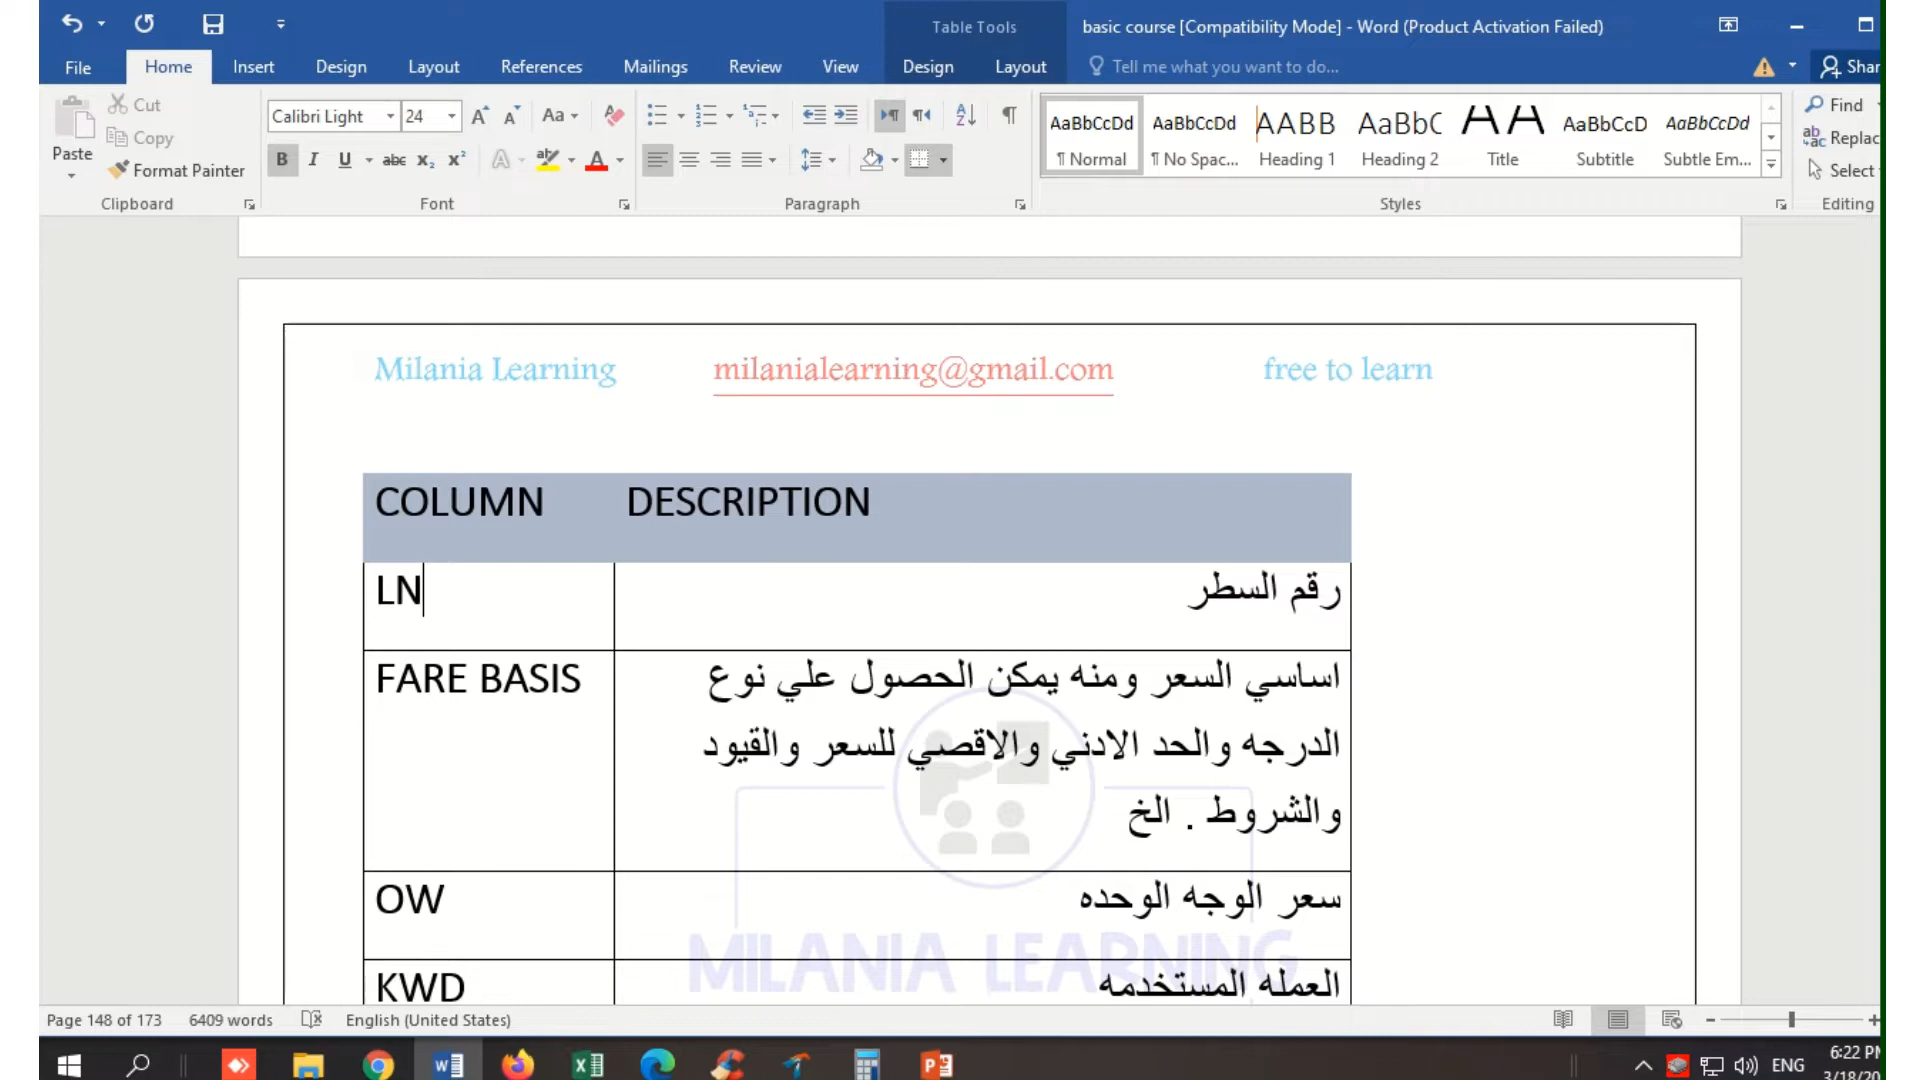 Table Tools
basic course [Compatibility Mode] - Word (Product Activation Failed)
File Home Insert Design Layout References Mailings Review View Design Layout Tell me what you want to do...
Cut
Copy
Paste
Format Painter
Calibri Light 24
AaBbCcDd AaBbCcDd AABB AaBbC AA AaBbCcD AaBbCcDd
¶ Normal ¶ No Spac... Heading 1 Heading 2 Title Subtitle Subtle Em...
Find
Replac
Select
Clipboard Font Paragraph Styles Editing
Milania Learning milanialearning@gmail.com free to learn
COLUMN DESCRIPTION
LN رقم السطر
FARE BASIS اساسي السعر ومنه يمكن الحصول علي نوع
الدرجه والحد الادني والاقصي للسعر والقيود
والشروط . الخ
OW سعر الوجه الوحده
MILANIA LEARNING
KWD العمله المستخدمه
Page 148 of 173 6409 words English (United States)
ENG
6:22 PM
3/18/20